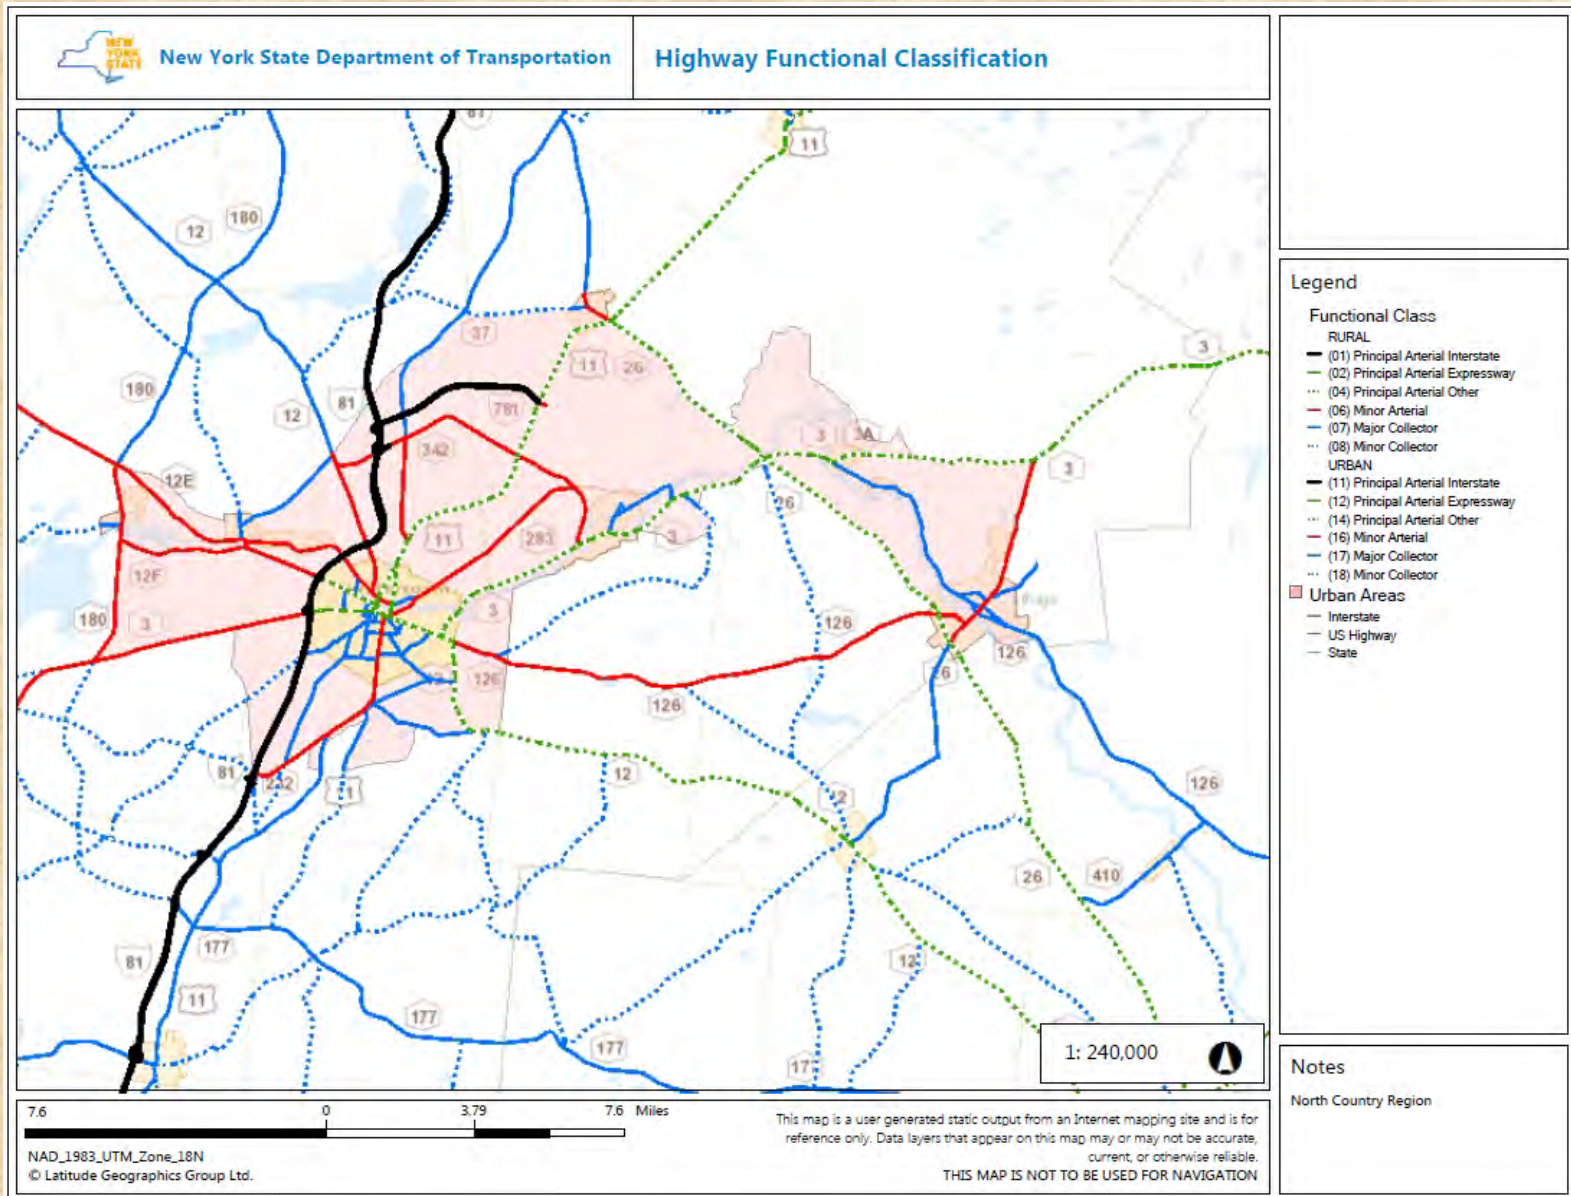 NEW
YORK
STATE
New York State Department of Transportation
Highway Functional Classification
81
11
12
180
37
11
26
3
180
12
81
781
3
3A
342
3
12E
26
11
283
3
12F
180
3
3
126
126
126
26
126
81
232
11
12
12
126
26
410
177
81
12
11
177
177
177
1: 240,000
Legend
Functional Class
RURAL
(01) Principal Arterial Interstate
(02) Principal Arterial Expressway
(04) Principal Arterial Other
(06) Minor Arterial
(07) Major Collector
(08) Minor Collector
URBAN
(11) Principal Arterial Interstate
(12) Principal Arterial Expressway
(14) Principal Arterial Other
(16) Minor Arterial
(17) Major Collector
(18) Minor Collector
Urban Areas
Interstate
US Highway
State
Notes
North Country Region
7.6 0 3.79 7.6 Miles
NAD_1983_UTM_Zone_18N
© Latitude Geographics Group Ltd.
This map is a user generated static output from an Internet mapping site and is for
reference only. Data layers that appear on this map may or may not be accurate,
current, or otherwise reliable.
THIS MAP IS NOT TO BE USED FOR NAVIGATION